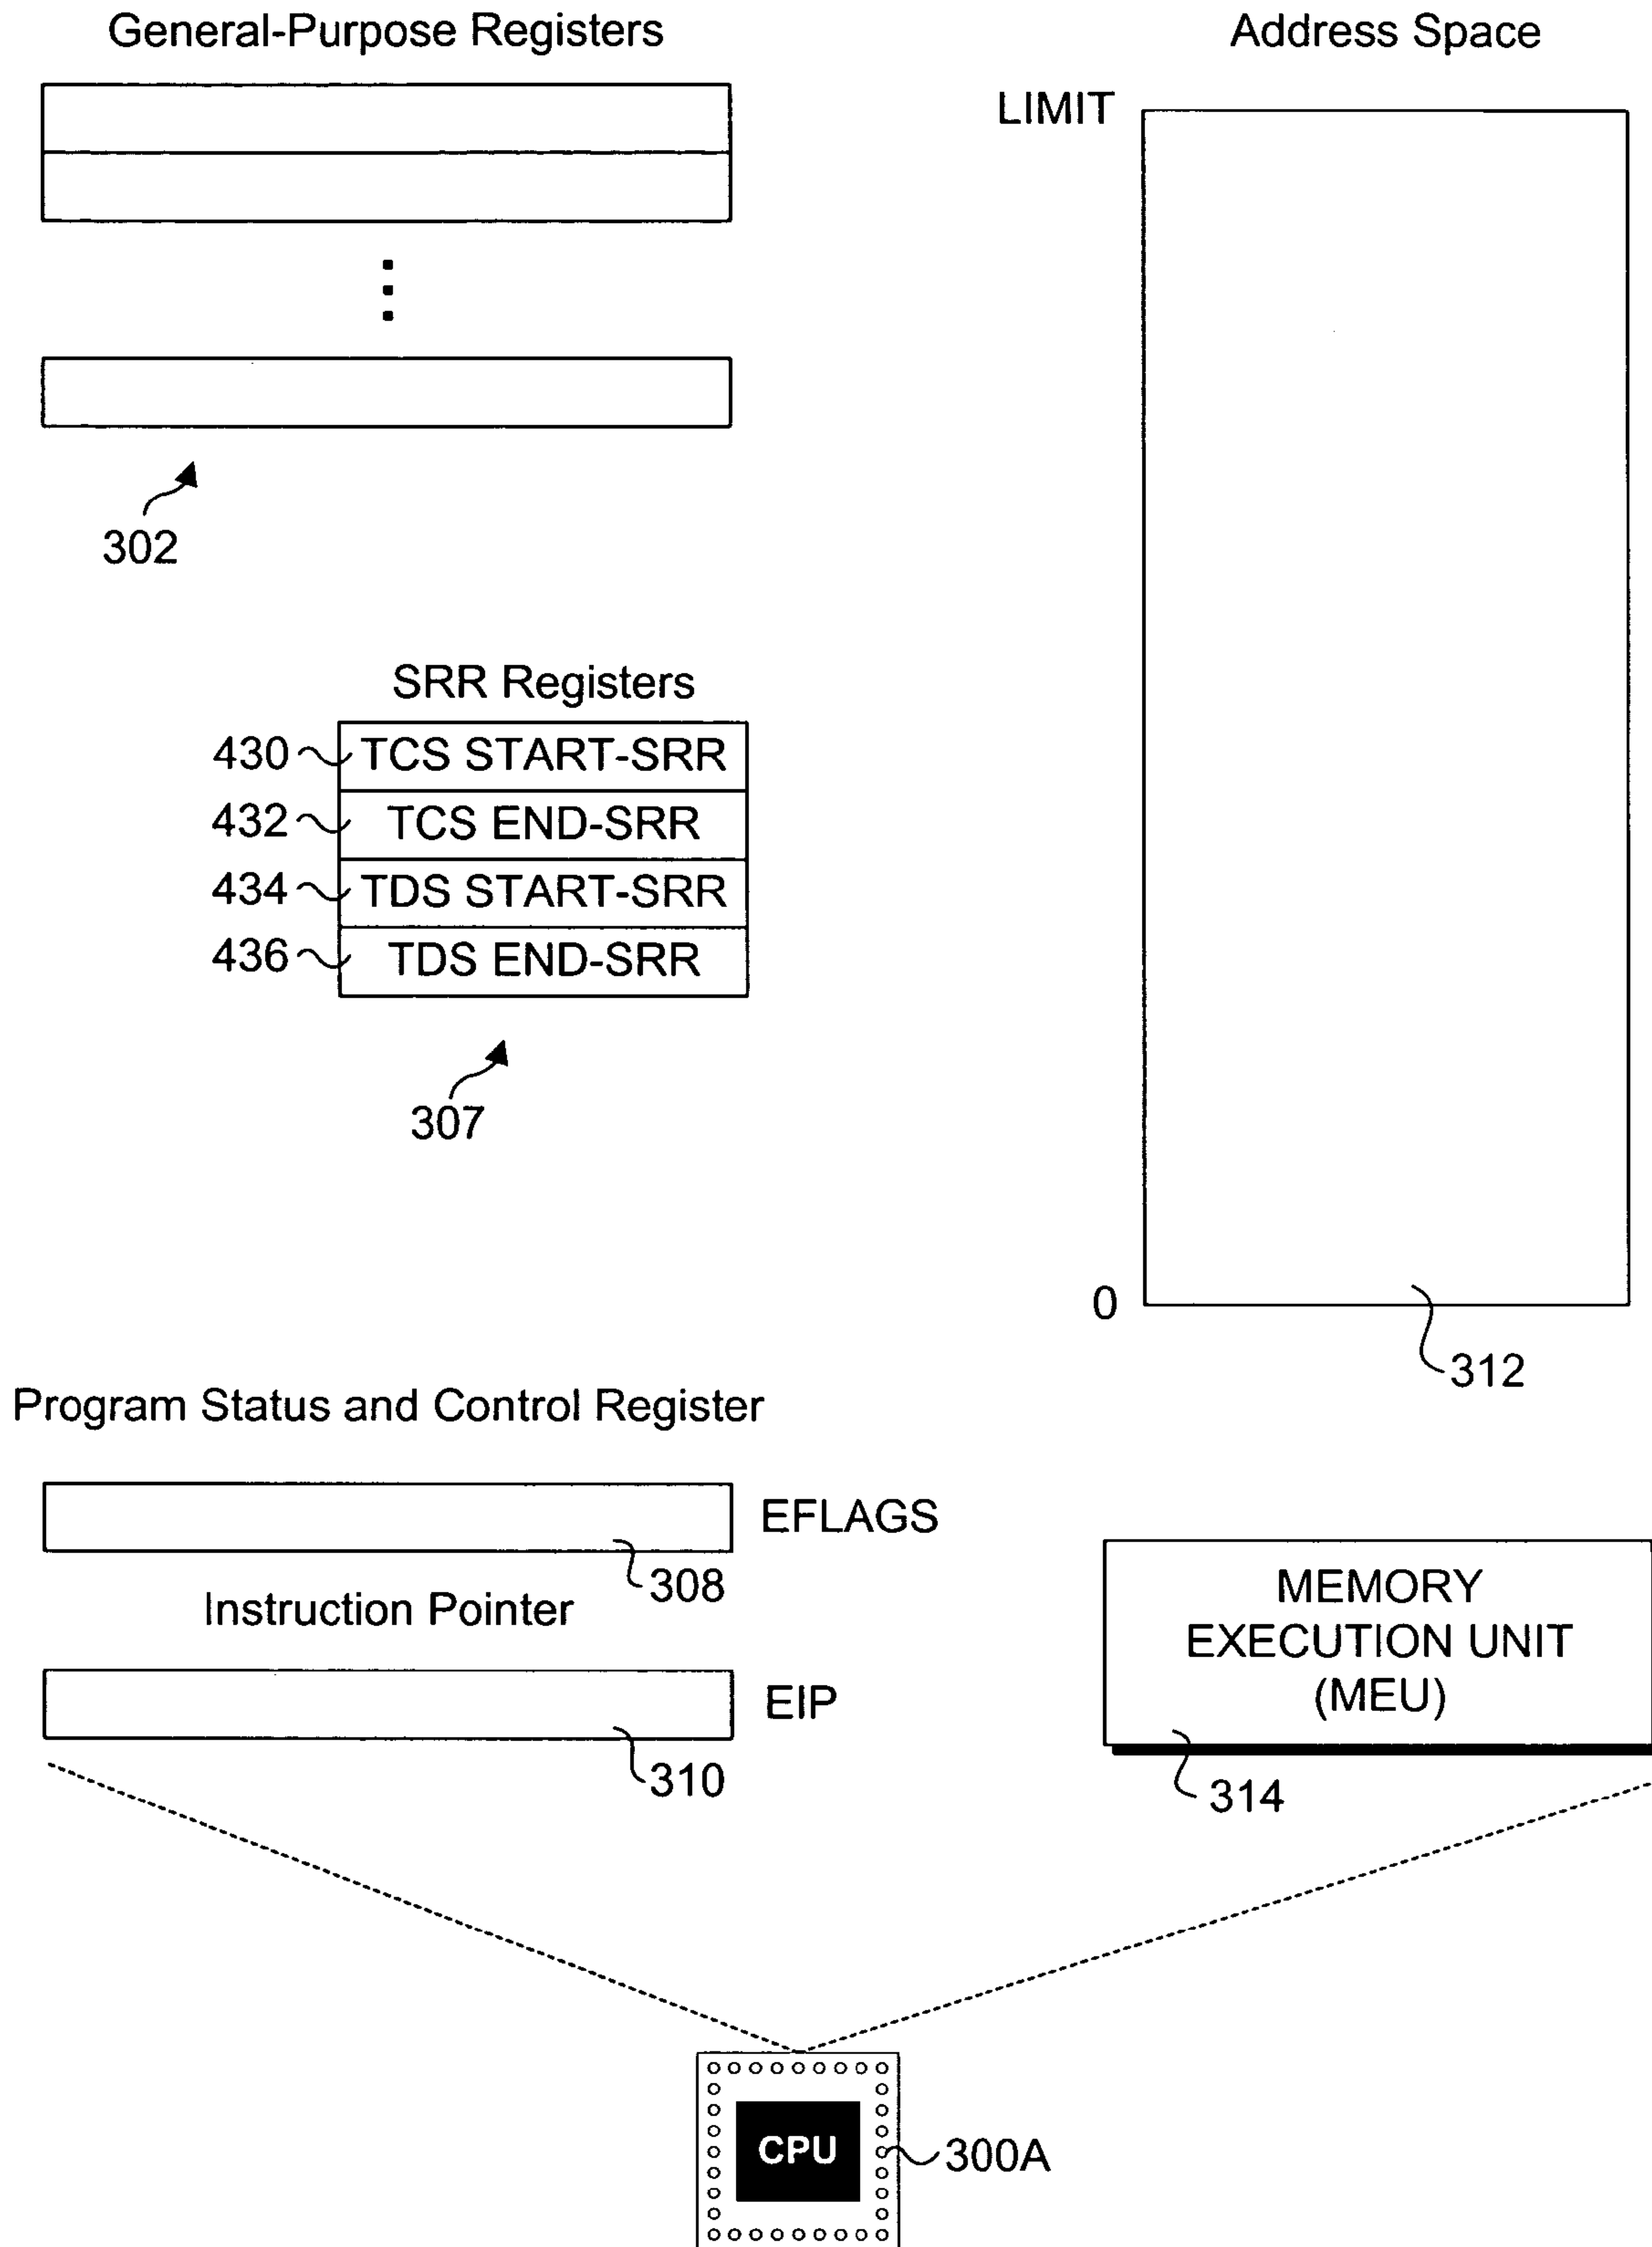 General-Purpose Registers
Address Space
LIMIT
302
SRR Registers
430 TCS START-SRR
432 TCS END-SRR
434 TDS START-SRR
436 TDS END-SRR
307
0
312
Program Status and Control Register
EFLAGS
308
Instruction Pointer
EIP
310
MEMORY
EXECUTION UNIT
(MEU)
314
CPU
300A